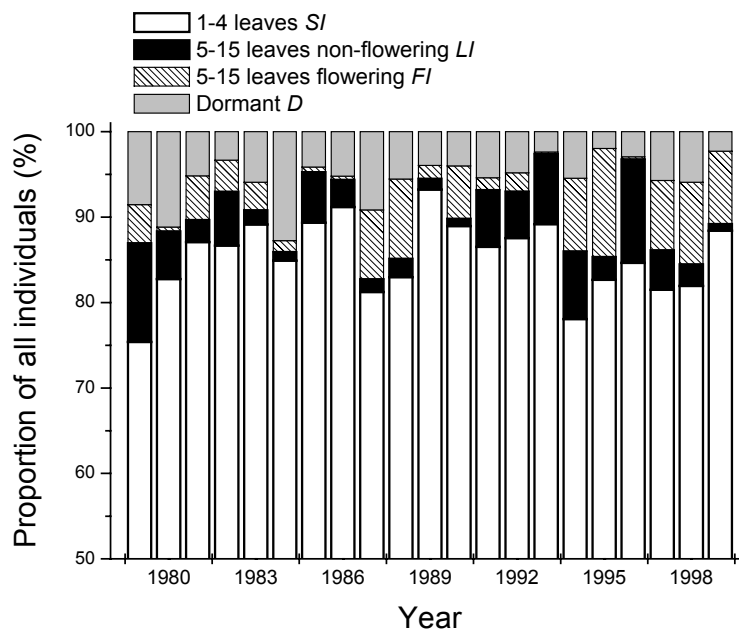 1-4 leaves SI
5-15 leaves non-flowering LI
5-15 leaves flowering FI
Dormant D
100
90
80
70
60
50
Proportion of all individuals (%)
1980 1983 1986 1989 1992 1995 1998
Year